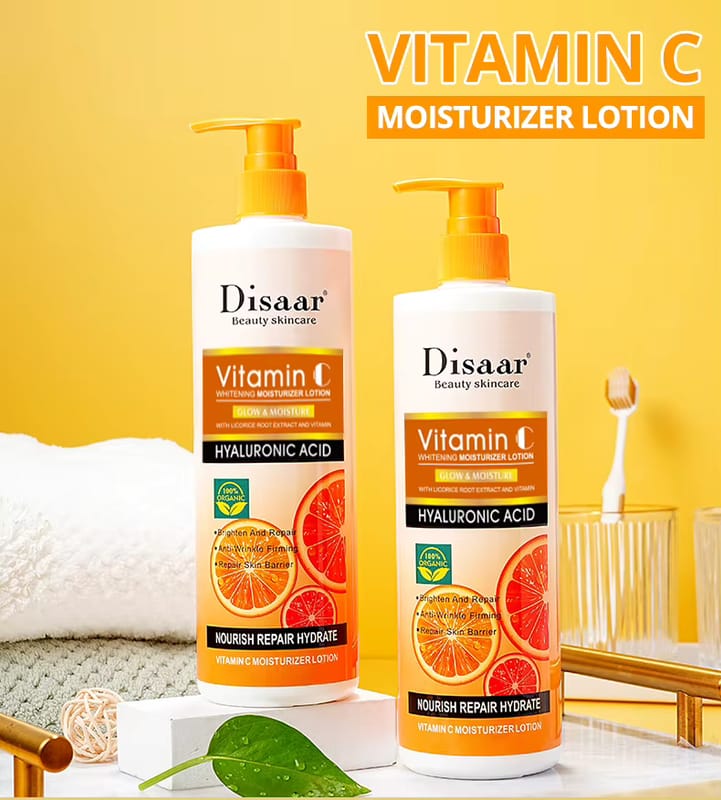 VITAMIN C
MOISTURIZER LOTION
Disaar®
Beauty skincare
Vitamin C
WHITENING MOISTURIZER LOTION
GLOW & MOISTURE
WITH LICORICE ROOT EXTRACT AND VITAMIN
HYALURONIC ACID
100%
ORGANIC
•Brighten And Repair
•Anti-Wrinkle Firming
•Repair Skin Barrier
NOURISH REPAIR HYDRATE
VITAMIN C MOISTURIZER LOTION
Disaar®
Beauty skincare
Vitamin C
WHITENING MOISTURIZER LOTION
GLOW & MOISTURE
WITH LICORICE ROOT EXTRACT AND VITAMIN
HYALURONIC ACID
100%
ORGANIC
•Brighten And Repair
•Anti-Wrinkle Firming
•Repair Skin Barrier
NOURISH REPAIR HYDRATE
VITAMIN C MOISTURIZER LOTION